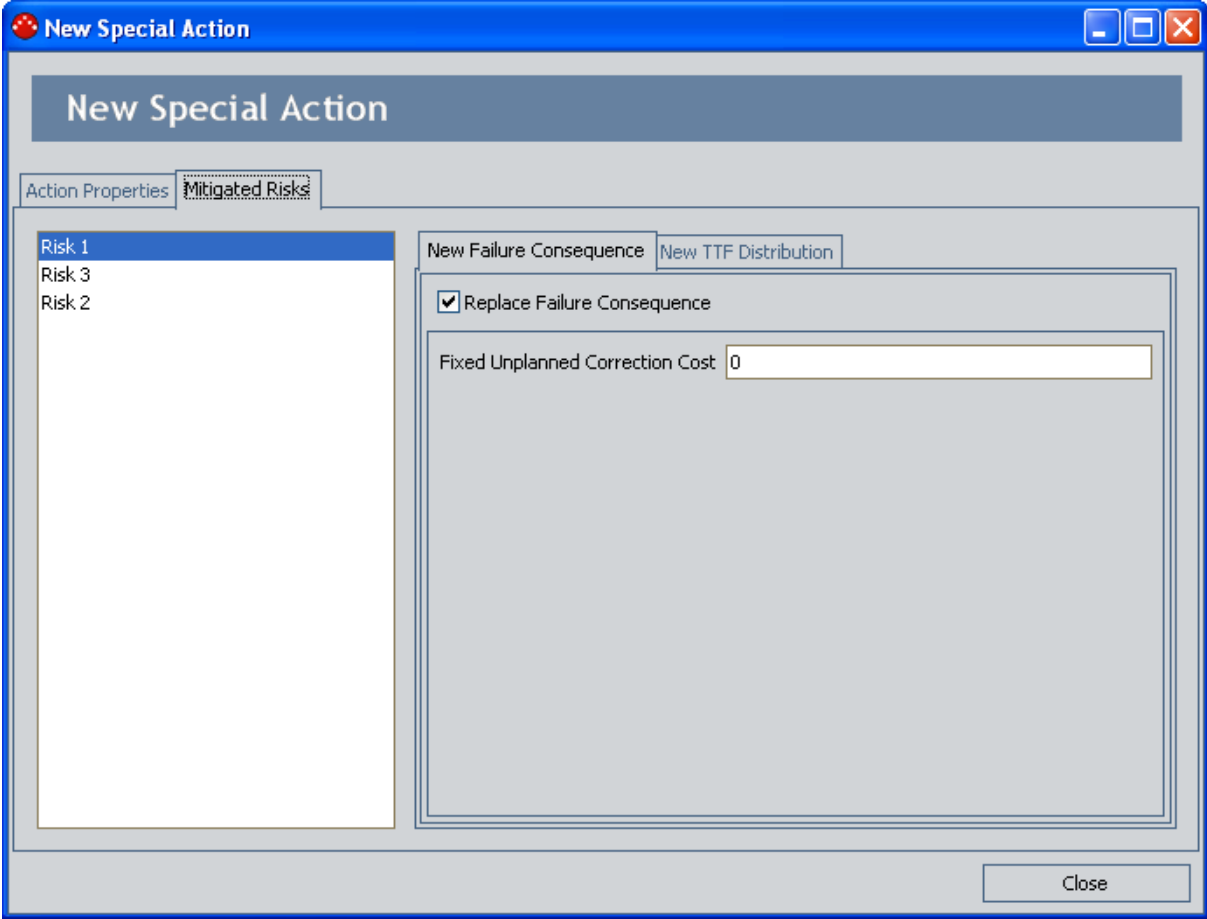 New Special Action
New Special Action
Action Properties
Mitigated Risks
Risk 1
Risk 3
Risk 2
New Failure Consequence
New TTF Distribution
Replace Failure Consequence
Fixed Unplanned Correction Cost 0
Close